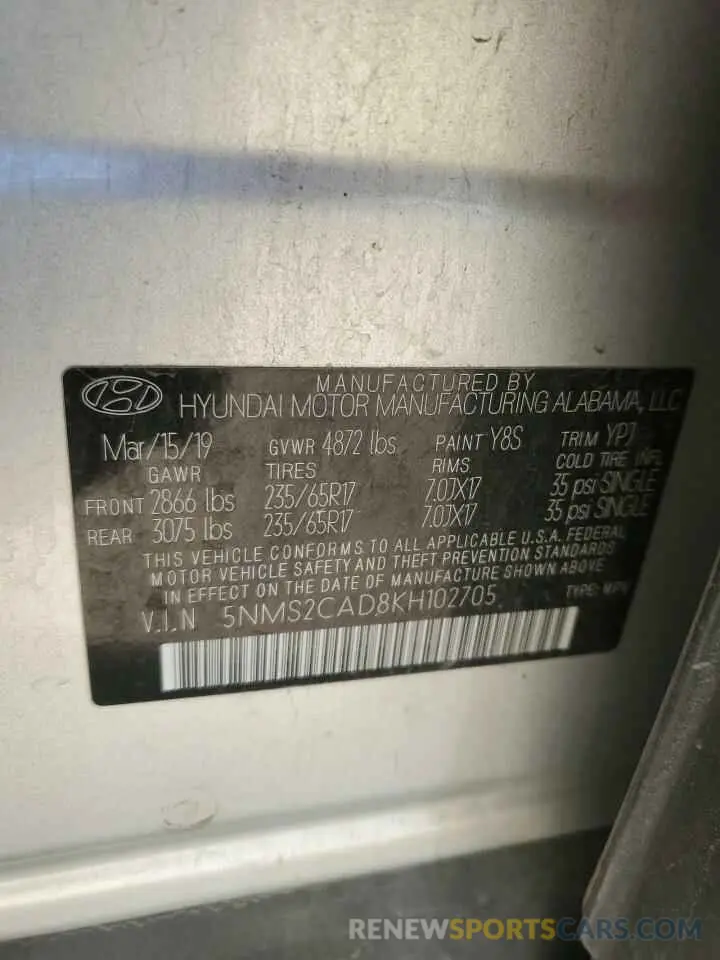 MANUFACTURED BY
HYUNDAI MOTOR MANUFACTURING ALABAMA, LLC
Mar/15/19 GVWR 4872 lbs PAINT Y8S TRIM YP7
GAWR TIRES RIMS COLD TIRE INFL
FRONT 2866 lbs 235/65R17 7.0JX17 35 psi SINGLE
REAR 3075 lbs 235/65R17 7.0JX17 35 psi SINGLE
THIS VEHICLE CONFORMS TO ALL APPLICABLE U.S.A. FEDERAL
MOTOR VEHICLE SAFETY AND THEFT PREVENTION STANDARDS
IN EFFECT ON THE DATE OF MANUFACTURE SHOWN ABOVE
V.I.N 5NMS2CAD8KH102705 TYPE: MPV
RENEWSPORTSCARS.COM